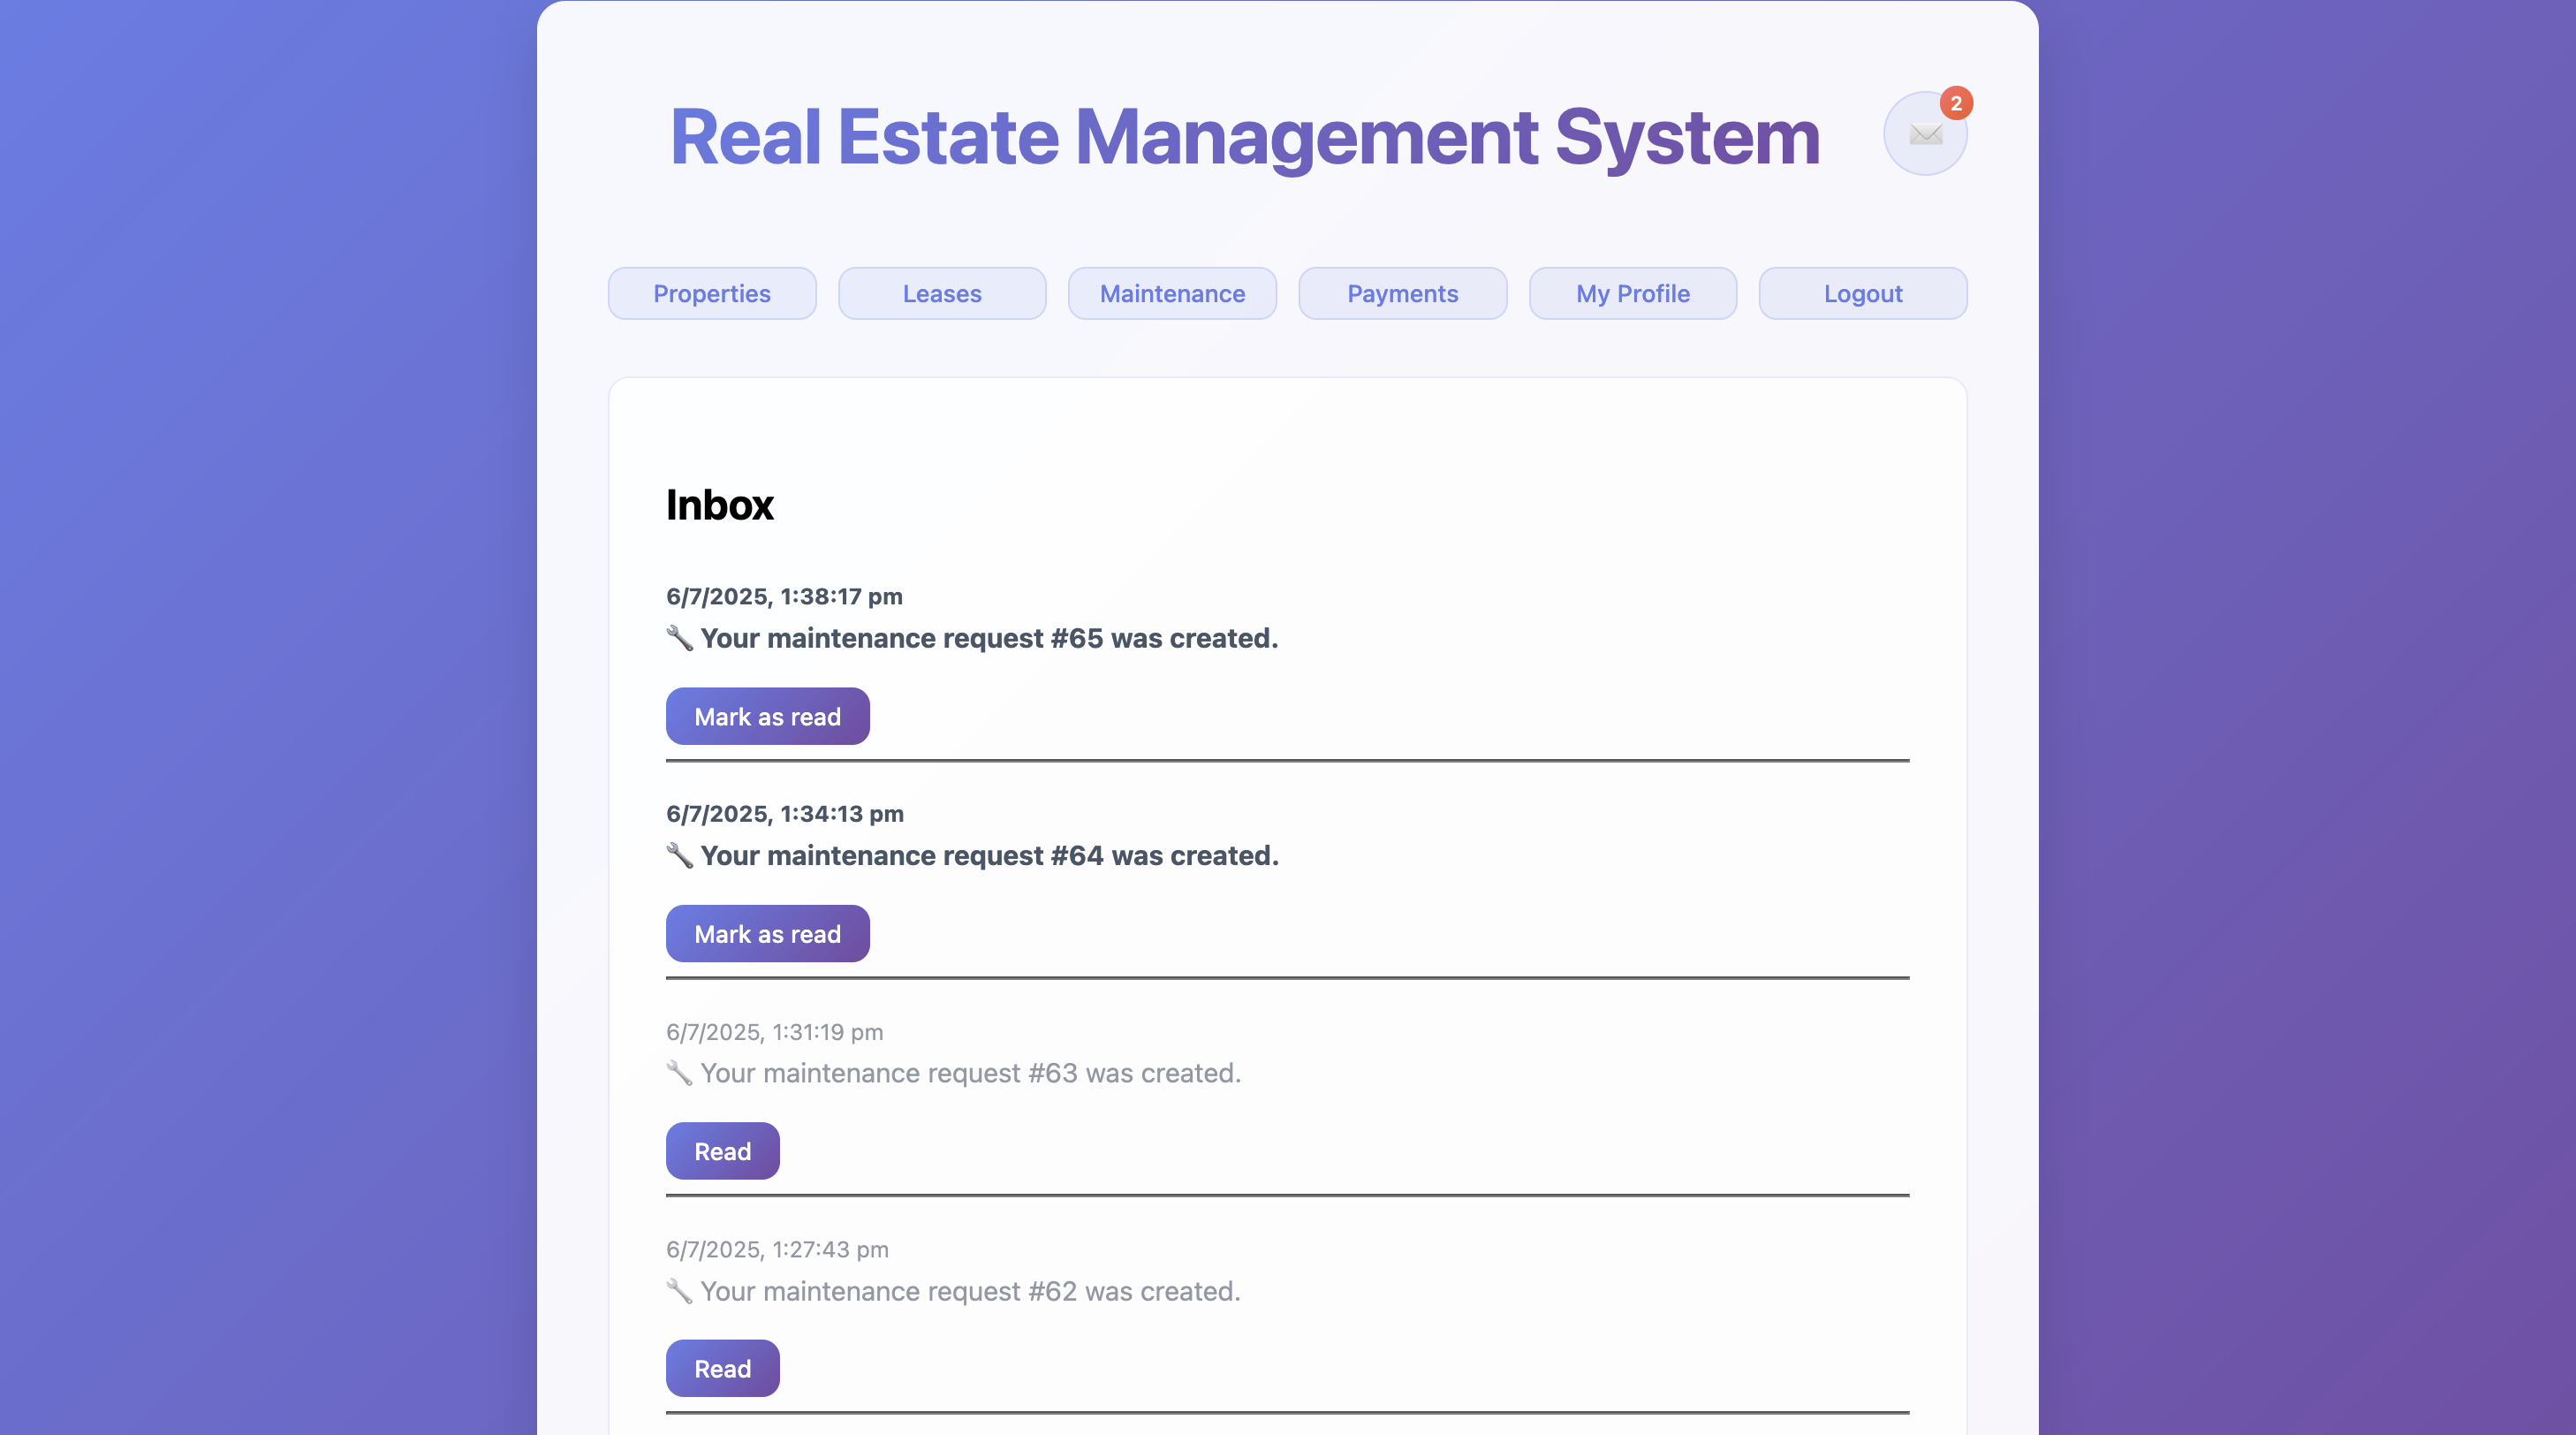 Real Estate Management System
2
Properties Leases Maintenance Payments My Profile Logout
Inbox
6/7/2025, 1:38:17 pm
Your maintenance request #65 was created.
Mark as read
6/7/2025, 1:34:13 pm
Your maintenance request #64 was created.
Mark as read
6/7/2025, 1:31:19 pm
Your maintenance request #63 was created.
Read
6/7/2025, 1:27:43 pm
Your maintenance request #62 was created.
Read